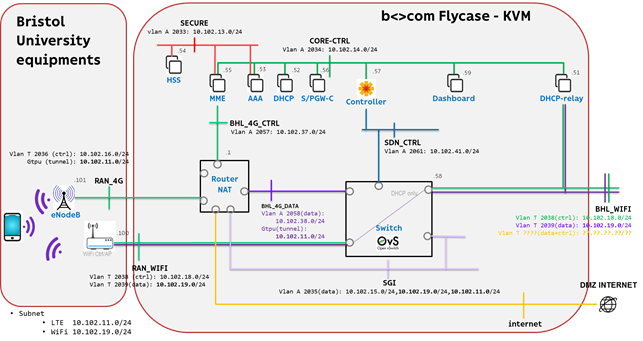 Bristol
University
equipments
b<>com Flycase - KVM
SECURE
vlan A 2033: 10.102.13.0/24
CORE-CTRL
Vlan A 2034: 10.102.14.0/24
.54
HSS
.55
MME
.53
AAA
.52
DHCP
.56
S/PGW-C
.57
Controller
.59
Dashboard
.51
DHCP-relay
BHL_4G_CTRL
Vlan A 2057: 10.102.37.0/24
SDN_CTRL
Vlan A 2061: 10.102.41.0/24
Vlan T 2036 (ctrl): 10.102.16.0/24
Gtpu (tunnel): 10.102.11.0/24
.101
RAN_4G
eNodeB
.1
Router
NAT
BHL_4G_DATA
Vlan A 2058(data):
10.102.38.0/24
Gtpu(tunnel):
10.102.11.0/24
.58
DHCP only
Switch
OvS
Open vSwitch
BHL_WIFI
Vlan T 2038(ctrl): 10.102.18.0/24
Vlan T 2039(data): 10.102.19.0/24
Vlan T ????(data+ctrl): ??.??.??.??/??
.100
WiFi Ctrl/AP
RAN_WIFI
Vlan T 2038 (ctrl): 10.102.18.0/24
Vlan T 2039(data): 10.102.19.0/24
SGI
Vlan A 2035(data): 10.102.15.0/24,10.102.19.0/24,10.102.11.0/24
DMZ INTERNET
internet
• Subnet
• LTE 10.102.11.0/24
• WiFi 10.102.19.0/24